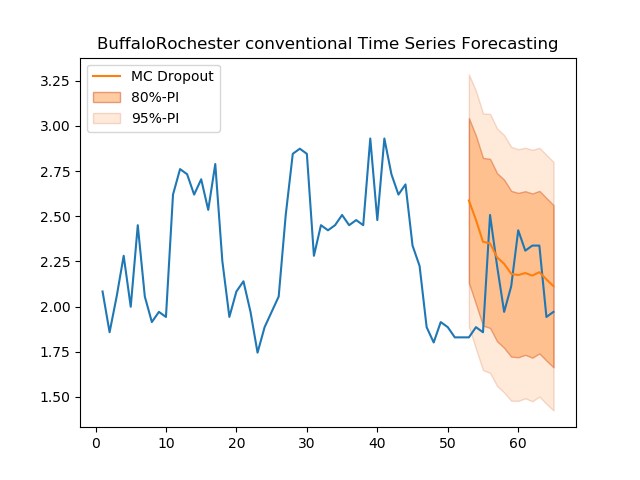 BuffaloRochester conventional Time Series Forecasting
MC Dropout
80%-PI
95%-PI
3.25
3.00
2.75
2.50
2.25
2.00
1.75
1.50
0 10 20 30 40 50 60